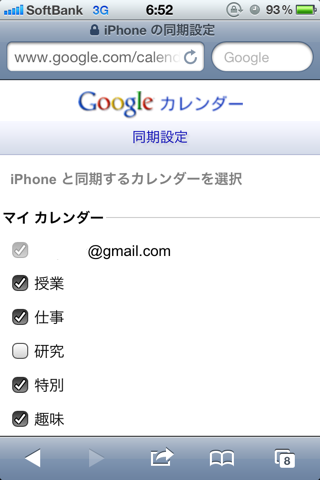 SoftBank 3G 6:52 93%
iPhone の同期設定
www.google.com/calen
Google
Google カレンダー
同期設定
iPhone と同期するカレンダーを選択
マイ カレンダー
@gmail.com
授業
仕事
研究
特別
趣味
8